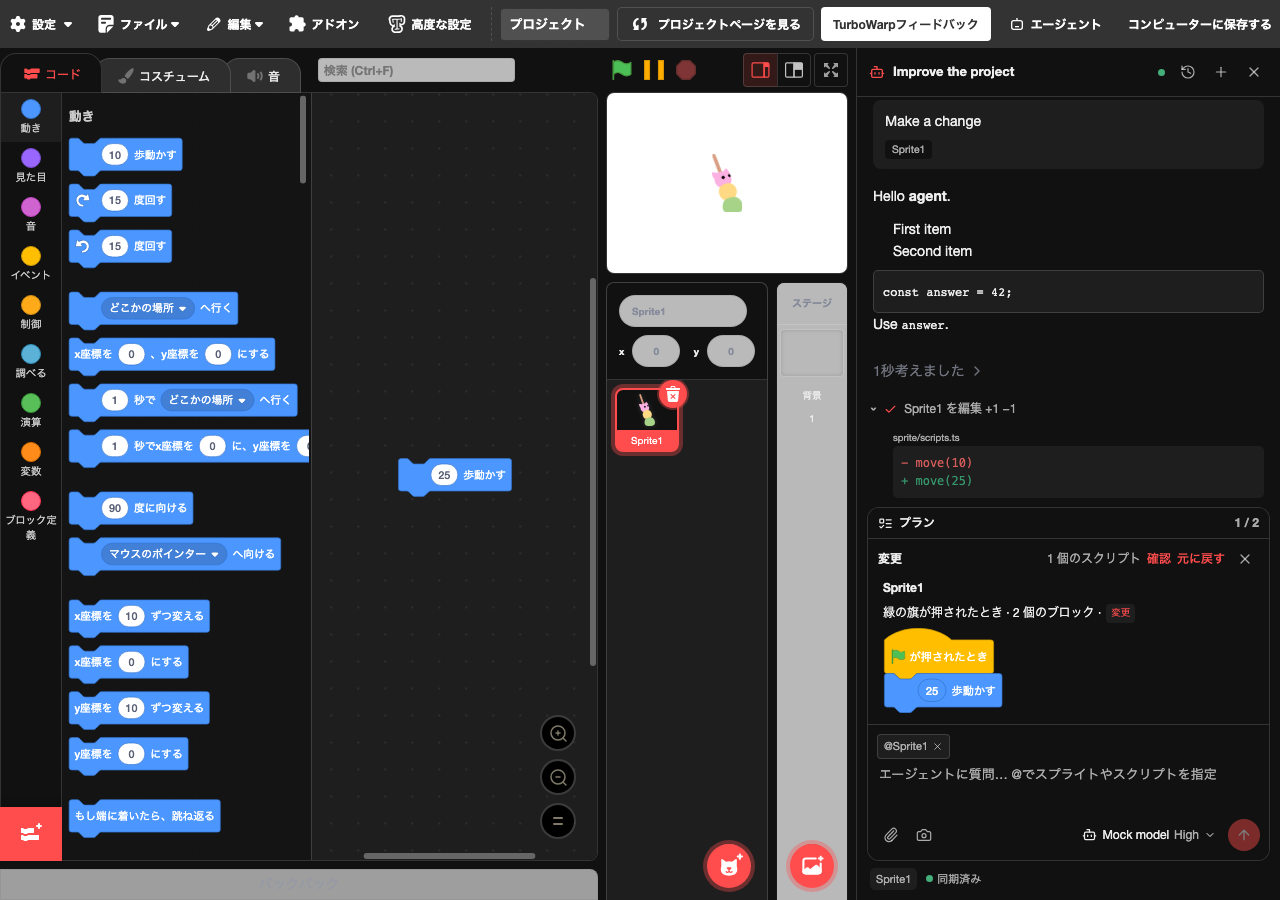 設定
ファイル
編集
アドオン
高度な設定
プロジェクト
プロジェクトページを見る
TurboWarpフィードバック
エージェント
コンピューターに保存する
コード
コスチューム
音
検索 (Ctrl+F)
動き
見た目
音
イベント
制御
調べる
演算
変数
ブロック定義
動き
10 歩動かす
15 度回す
15 度回す
どこかの場所 へ行く
x座標を 0 、y座標を 0 にする
1 秒で どこかの場所 へ行く
1 秒でx座標を 0 に、y座標を
90 度に向ける
マウスのポインター へ向ける
x座標を 10 ずつ変える
x座標を 0 にする
y座標を 10 ずつ変える
y座標を 0 にする
もし端に着いたら、跳ね返る
25 歩動かす
バックパック
Sprite1
x 0 y 0
Sprite1
ステージ
背景
1
Improve the project
Make a change
Sprite1
Hello agent.
First item
Second item
const answer = 42;
Use answer.
1秒考えました
Sprite1 を編集 +1 −1
sprite/scripts.ts
− move(10)
+ move(25)
プラン 1 / 2
変更 1 個のスクリプト 確認 元に戻す
Sprite1
緑の旗が押されたとき · 2 個のブロック · 変更
が押されたとき
25 歩動かす
@Sprite1
エージェントに質問... @でスプライトやスクリプトを指定
Mock model High
Sprite1 同期済み